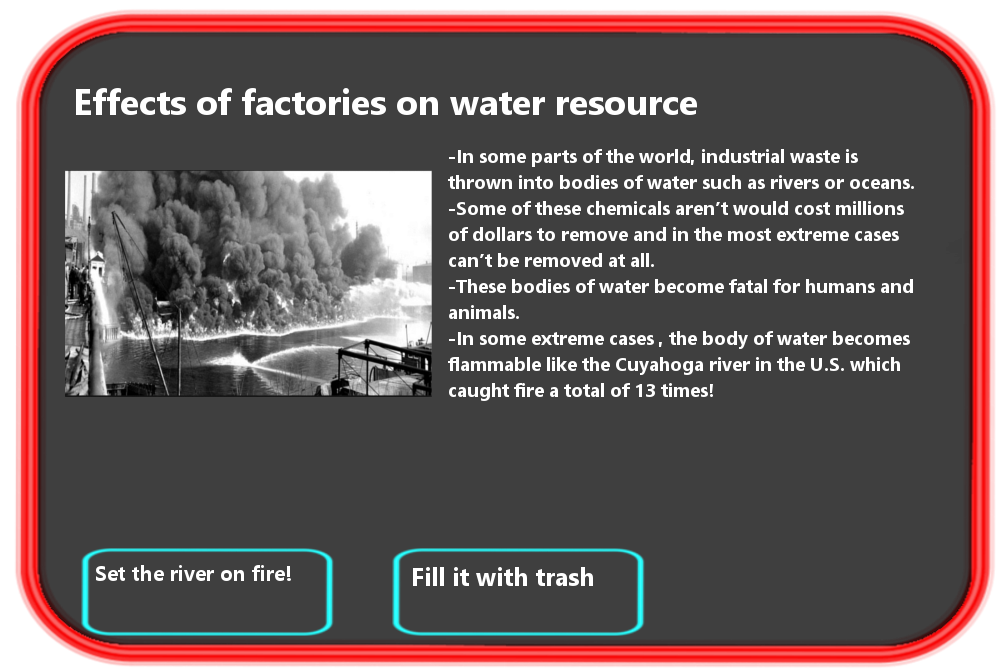 Effects of factories on water resource
-In some parts of the world, industrial waste is
thrown into bodies of water such as rivers or oceans.
-Some of these chemicals aren’t would cost millions
of dollars to remove and in the most extreme cases
can’t be removed at all.
-These bodies of water become fatal for humans and
animals.
-In some extreme cases, the body of water becomes
flammable like the Cuyahoga river in the U.S. which
caught fire a total of 13 times!
Set the river on fire!
Fill it with trash